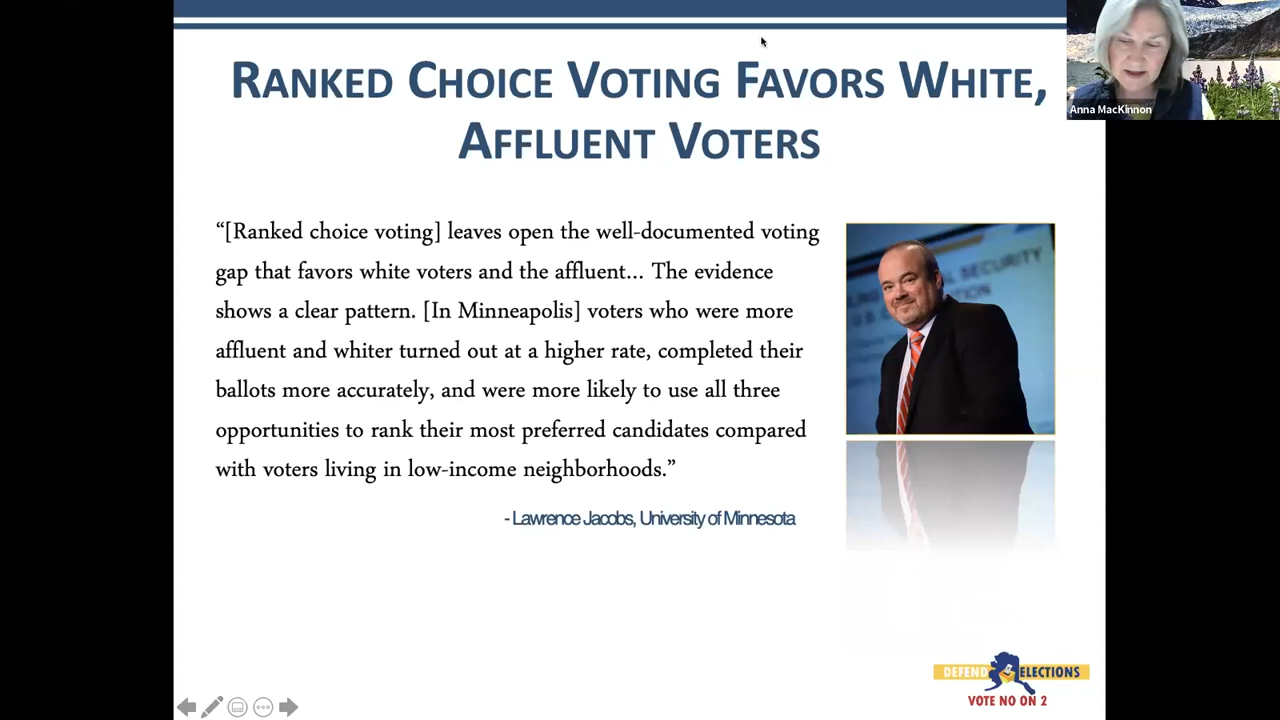 RANKED CHOICE VOTING FAVORS WHITE,
AFFLUENT VOTERS
Anna MacKinnon
“[Ranked choice voting] leaves open the well-documented voting
gap that favors white voters and the affluent... The evidence
shows a clear pattern. [In Minneapolis] voters who were more
affluent and whiter turned out at a higher rate, completed their
ballots more accurately, and were more likely to use all three
opportunities to rank their most preferred candidates compared
with voters living in low-income neighborhoods.”
- Lawrence Jacobs, University of Minnesota
SECURITY
DEFEND ELECTIONS
VOTE NO ON 2